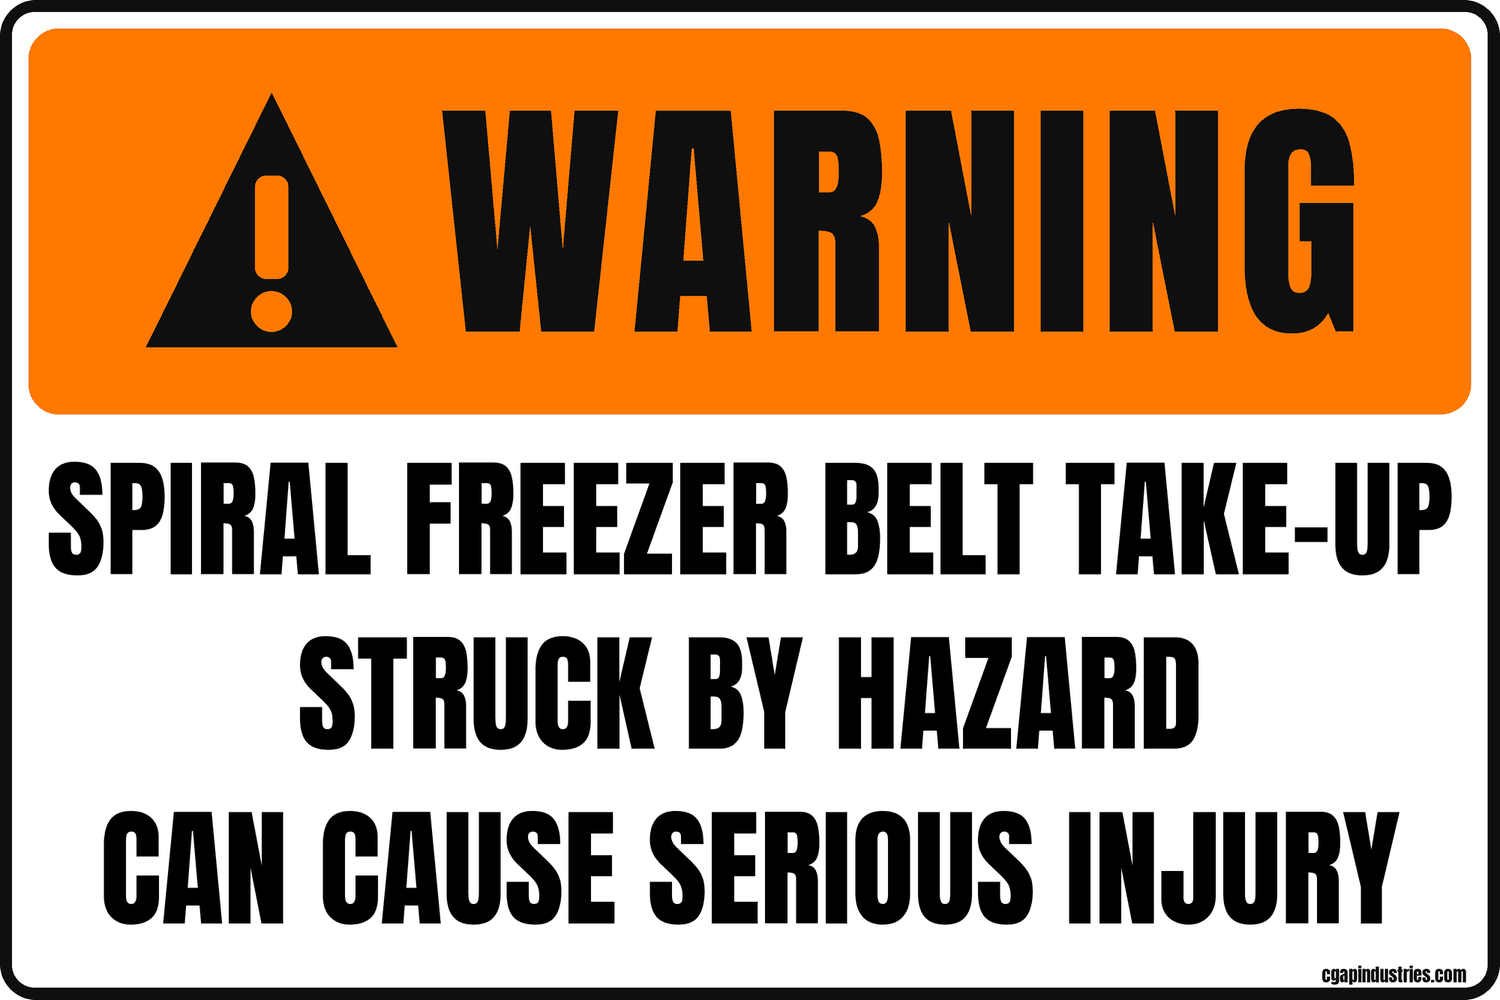 WARNING
SPIRAL FREEZER BELT TAKE-UP
STRUCK BY HAZARD
CAN CAUSE SERIOUS INJURY
cgapindustries.com